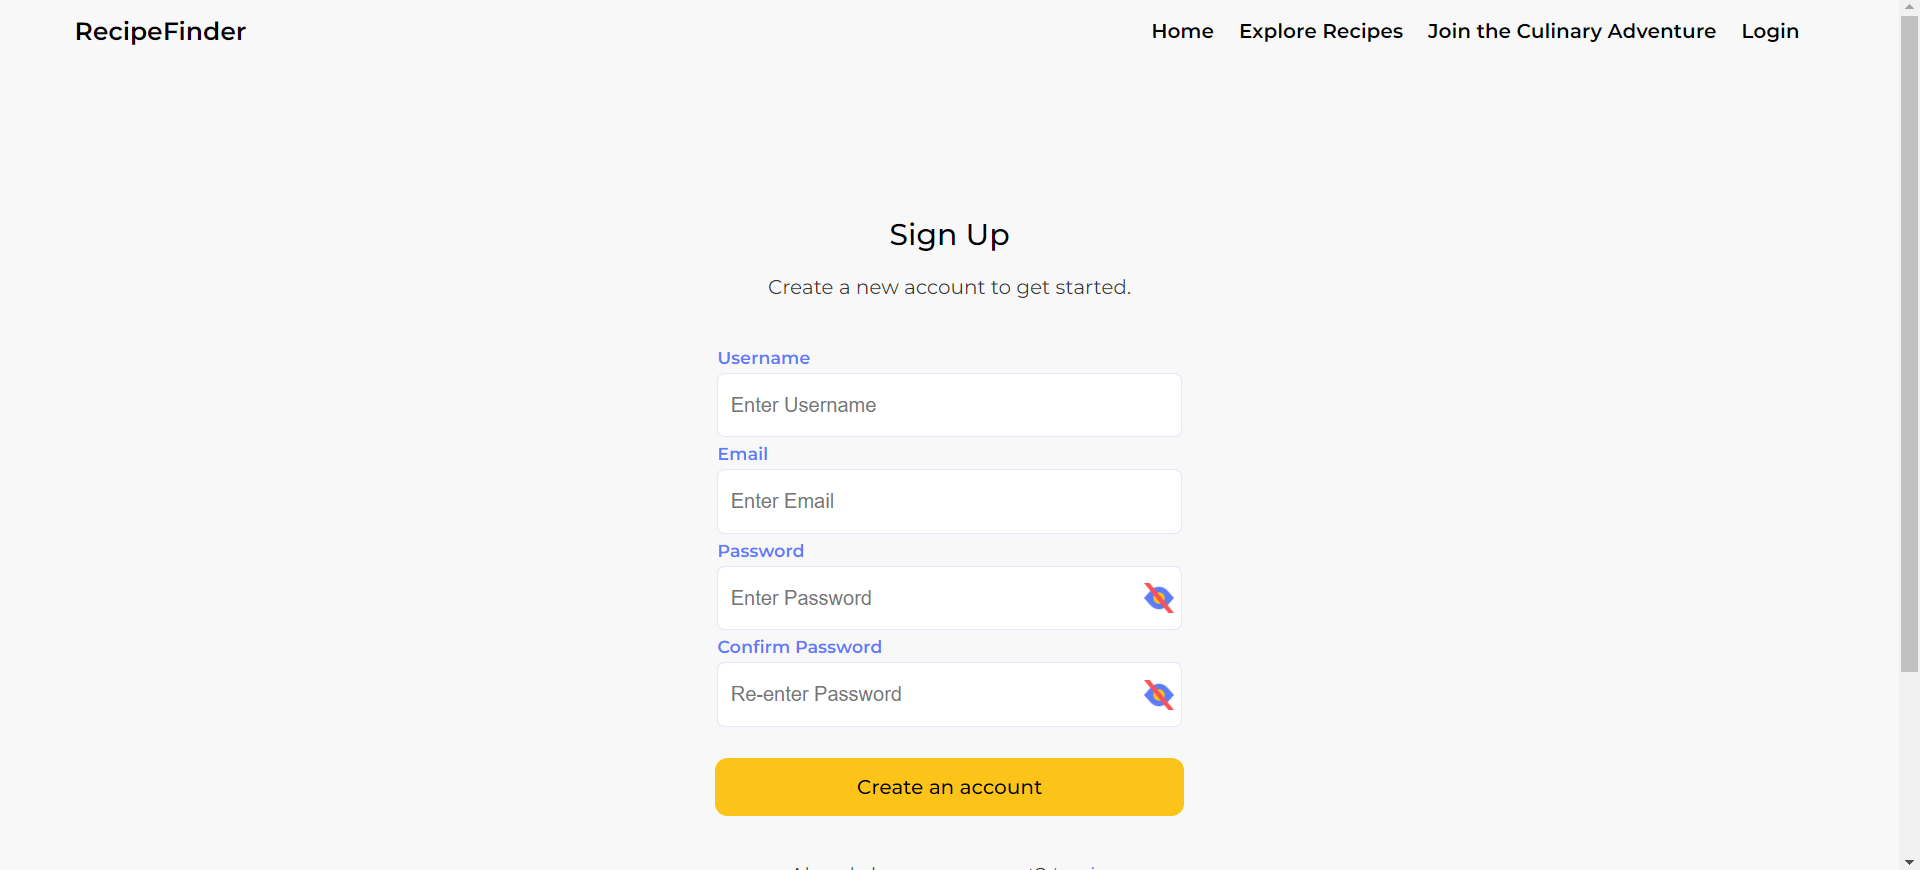 RecipeFinder
Home Explore Recipes Join the Culinary Adventure Login
Sign Up
Create a new account to get started.
Username
Enter Username
Email
Enter Email
Password
Enter Password
Confirm Password
Re-enter Password
Create an account